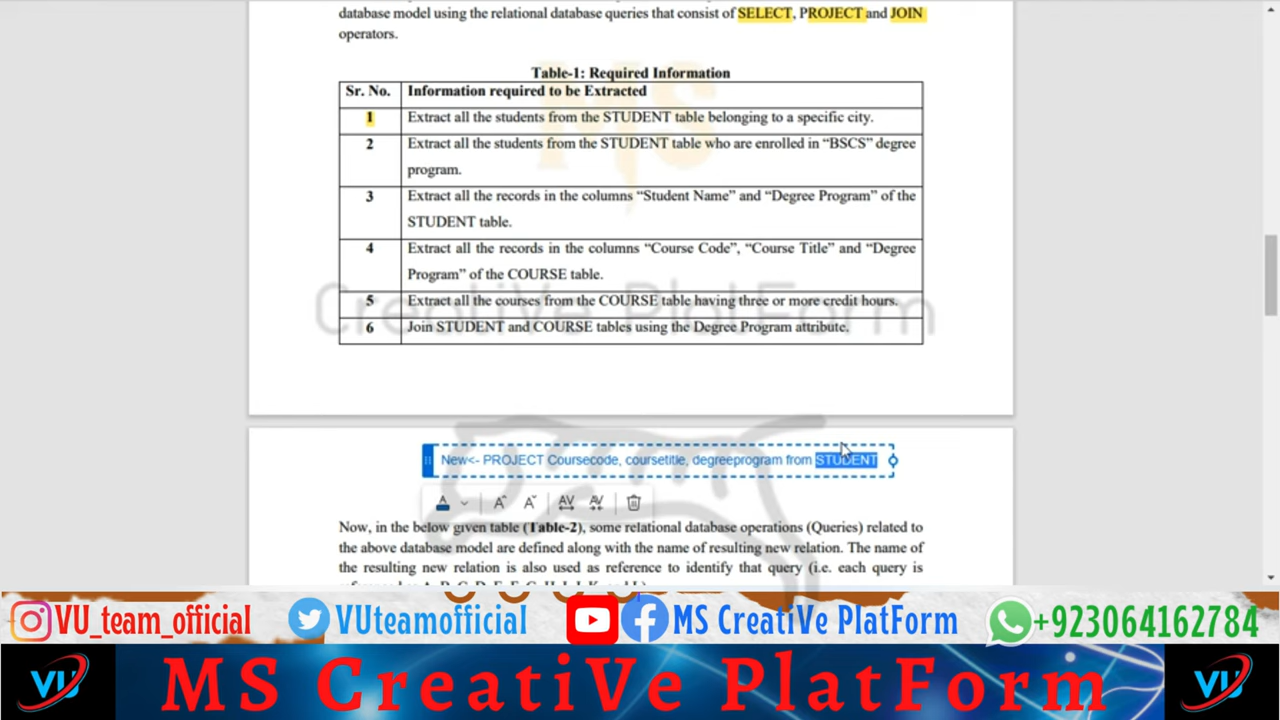 database model using the relational database queries that consist of SELECT, PROJECT and JOIN
operators.
Table-1: Required Information
Sr. No. Information required to be Extracted
1 Extract all the students from the STUDENT table belonging to a specific city.
2 Extract all the students from the STUDENT table who are enrolled in “BSCS” degree
program.
3 Extract all the records in the columns “Student Name” and “Degree Program” of the
STUDENT table.
4 Extract all the records in the columns “Course Code”, “Course Title” and “Degree
Program” of the COURSE table.
5 Extract all the courses from the COURSE table having three or more credit hours.
6 Join STUDENT and COURSE tables using the Degree Program attribute.
MS
CreatiVe PlatForm
New<- PROJECT Coursecode, coursetitle, degreeprogram from STUDENT
Now, in the below given table (Table-2), some relational database operations (Queries) related to
the above database model are defined along with the name of resulting new relation. The name of
the resulting new relation is also used as reference to identify that query (i.e. each query is
VU_team_official VUteamofficial MS CreatiVe PlatForm +923064162784
VU MS CreatiVe PlatForm VU